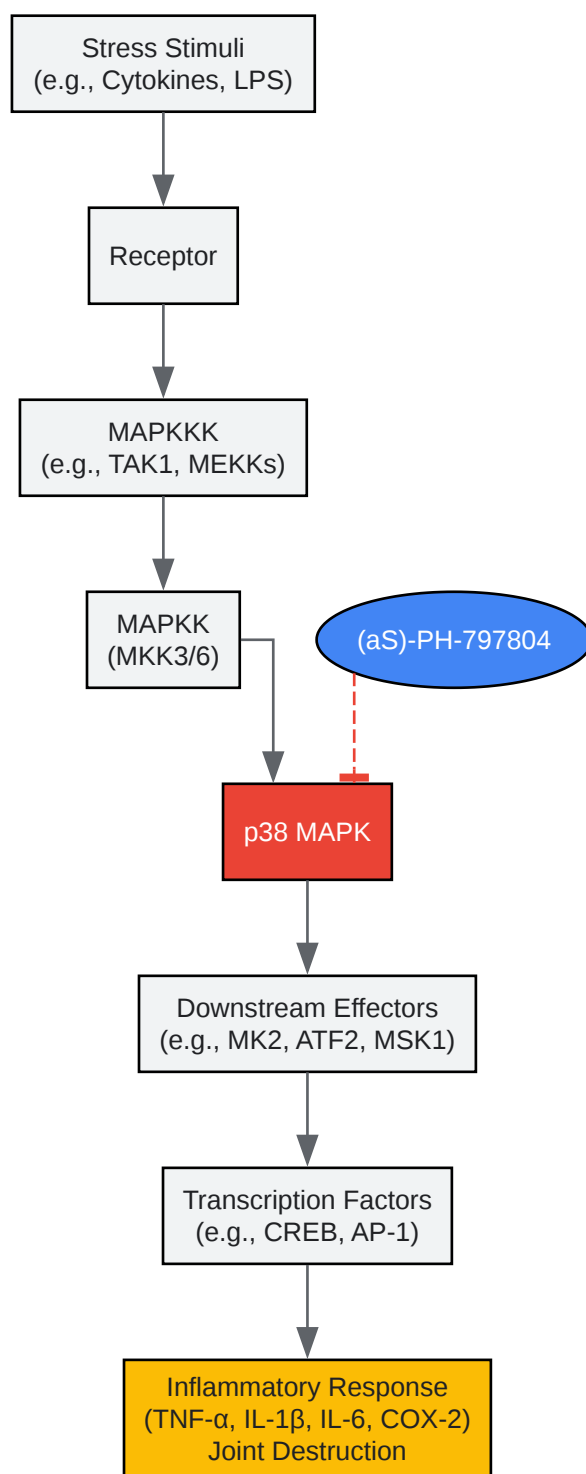 Stress Stimuli
(e.g., Cytokines, LPS)
Receptor
MAPKKK
(e.g., TAK1, MEKKs)
MAPKK
(MKK3/6)
(aS)-PH-797804
p38 MAPK
Downstream Effectors
(e.g., MK2, ATF2, MSK1)
Transcription Factors
(e.g., CREB, AP-1)
Inflammatory Response
(TNF-α, IL-1β, IL-6, COX-2)
Joint Destruction